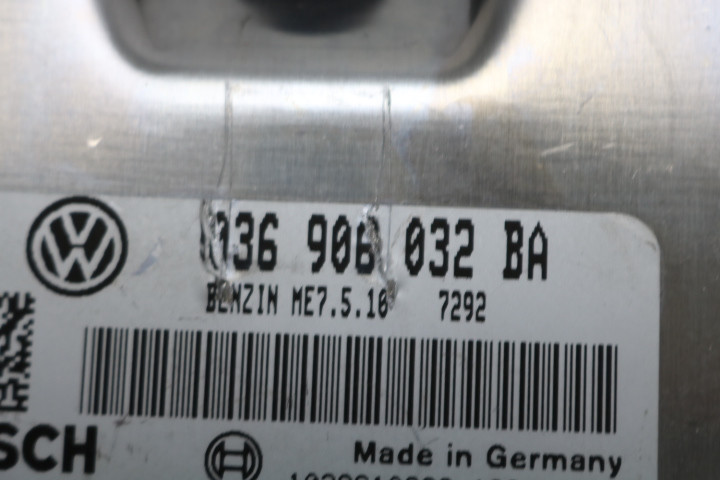 036 906 032 BA
BENZIN ME7.5.10 7292
Made in Germany